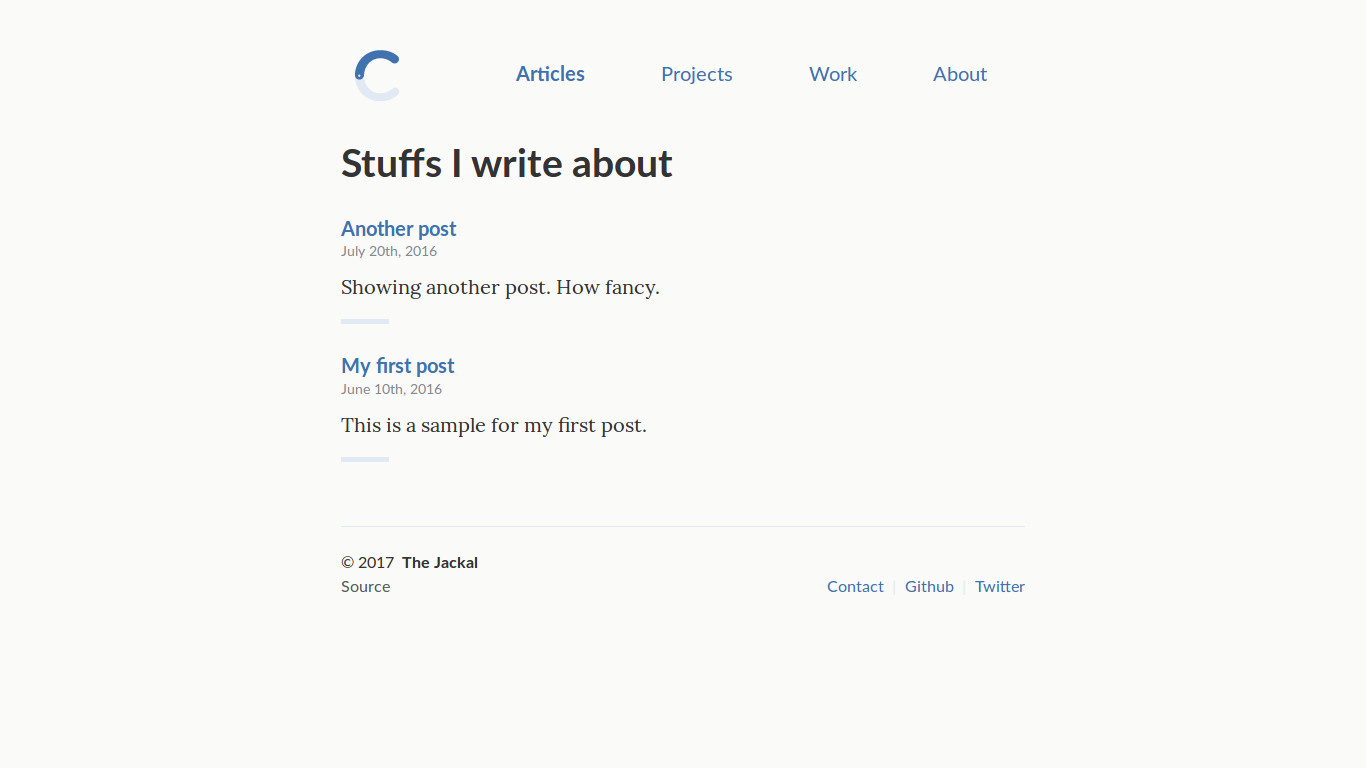 Articles Projects Work About
Stuffs I write about
Another post
July 20th, 2016
Showing another post. How fancy.
My first post
June 10th, 2016
This is a sample for my first post.
© 2017 The Jackal
Source
Contact | Github | Twitter